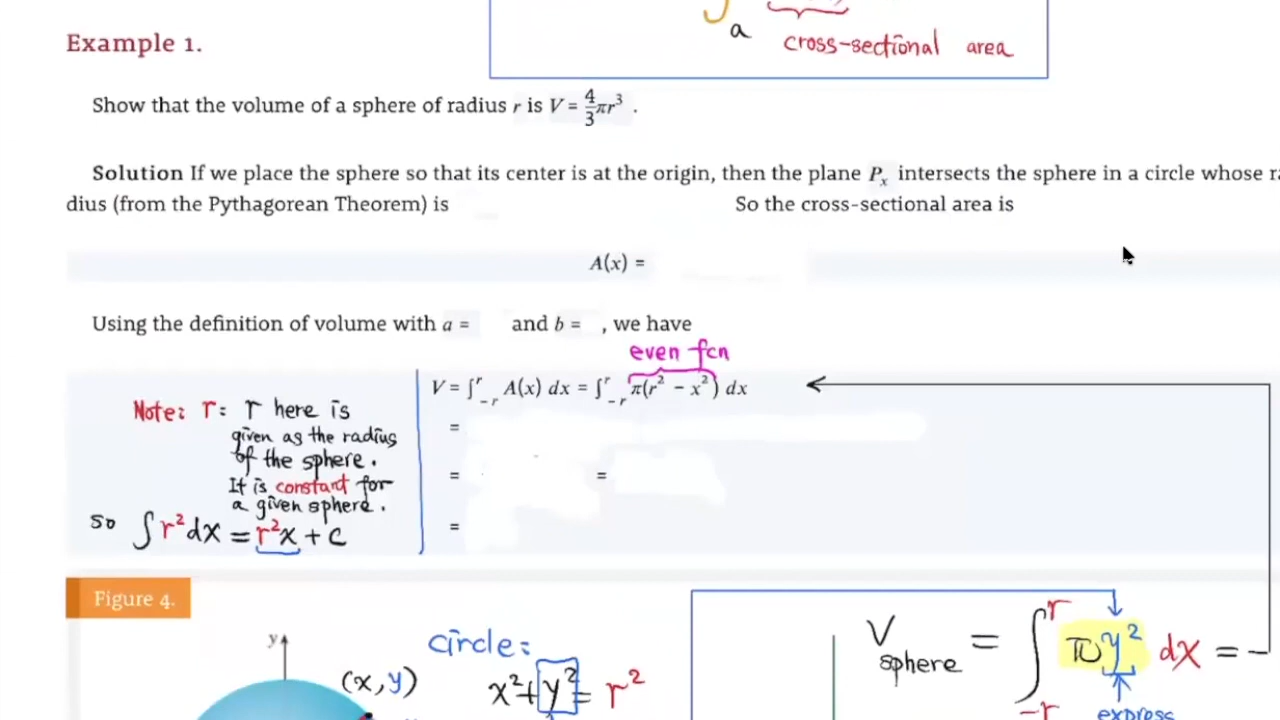 a
cross-sectional area
Example 1.
Show that the volume of a sphere of radius r is V = 4/3 πr³ .
Solution If we place the sphere so that its center is at the origin, then the plane Pₓ intersects the sphere in a circle whose ra
dius (from the Pythagorean Theorem) is So the cross-sectional area is
A(x) =
Using the definition of volume with a = and b = , we have
even fcn
V = ∫₋ᵣʳ A(x) dx = ∫₋ᵣʳ π(r² − x²) dx
=
= =
=
Note: r: r here is
given as the radius
of the sphere.
It is constant for
a given sphere.
so ∫ r² dx = r²x + c
Figure 4.
y
circle:
(x, y)
x² + y² = r²
V sphere = ∫₋ᵣʳ π y² dx =
express